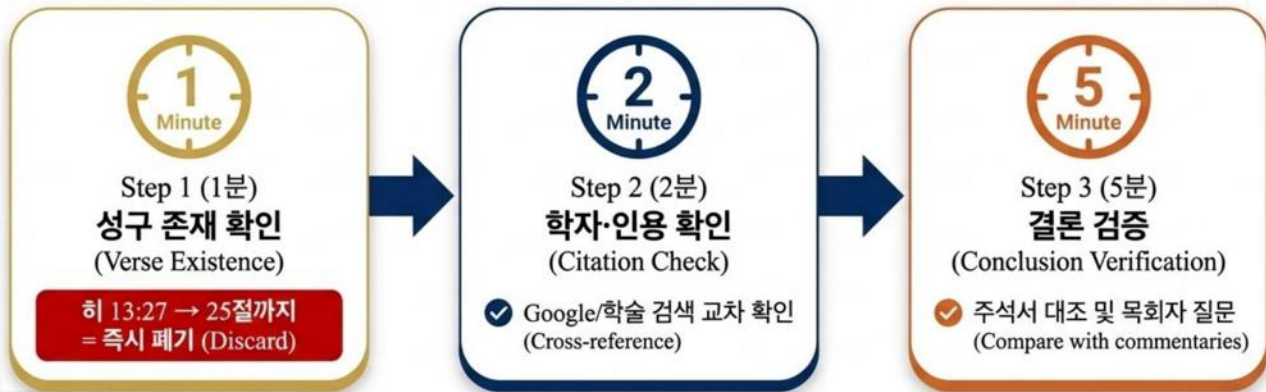 1
Minute
Step 1 (1분)
성구 존재 확인
(Verse Existence)
히 13:27 → 25절까지
= 즉시 폐기 (Discard)
2
Minute
Step 2 (2분)
학자·인용 확인
(Citation Check)
Google/학술 검색 교차 확인
(Cross-reference)
5
Minute
Step 3 (5분)
결론 검증
(Conclusion Verification)
주석서 대조 및 목회자 질문
(Compare with commentaries)